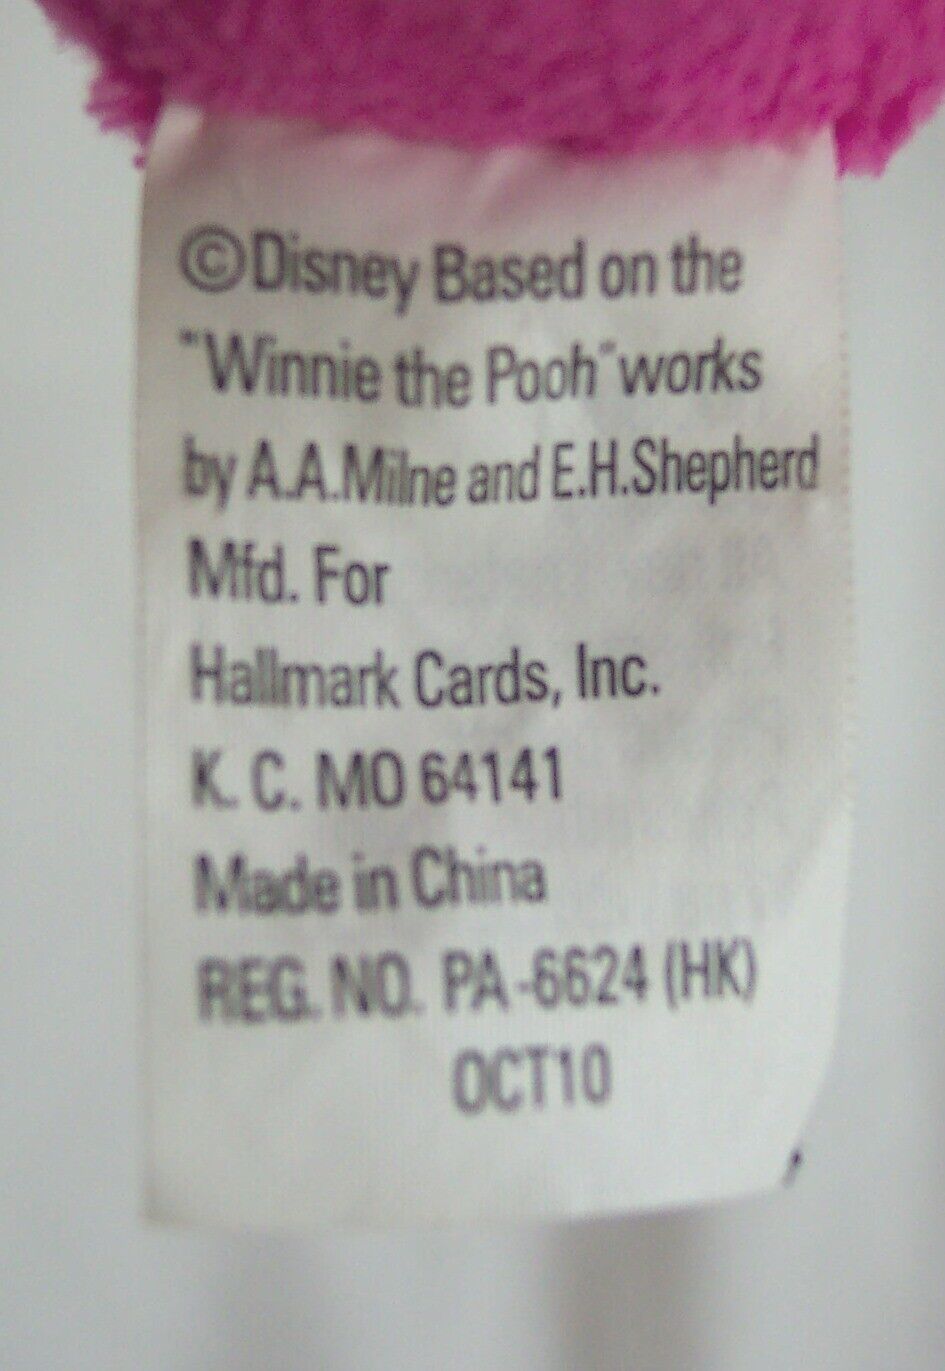 ©Disney Based on the
"Winnie the Pooh" works
by A.A.Milne and E.H.Shepherd
Mfd. For
Hallmark Cards, Inc.
K. C. MO 64141
Made in China
REG. NO. PA-6624 (HK)
OCT10